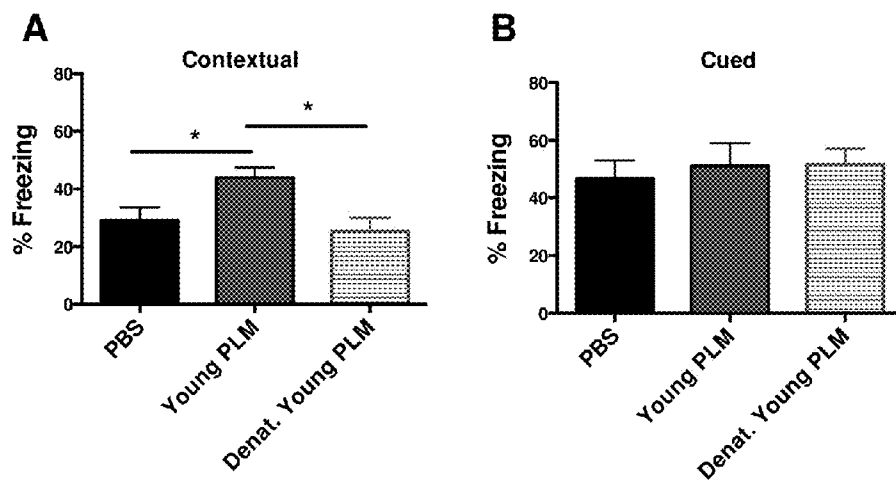 A
Contextual
% Freezing
80
60
40
20
0
*
*
PBS
Young PLM
Denat. Young PLM
B
Cued
% Freezing
80
60
40
20
0
PBS
Young PLM
Denat. Young PLM